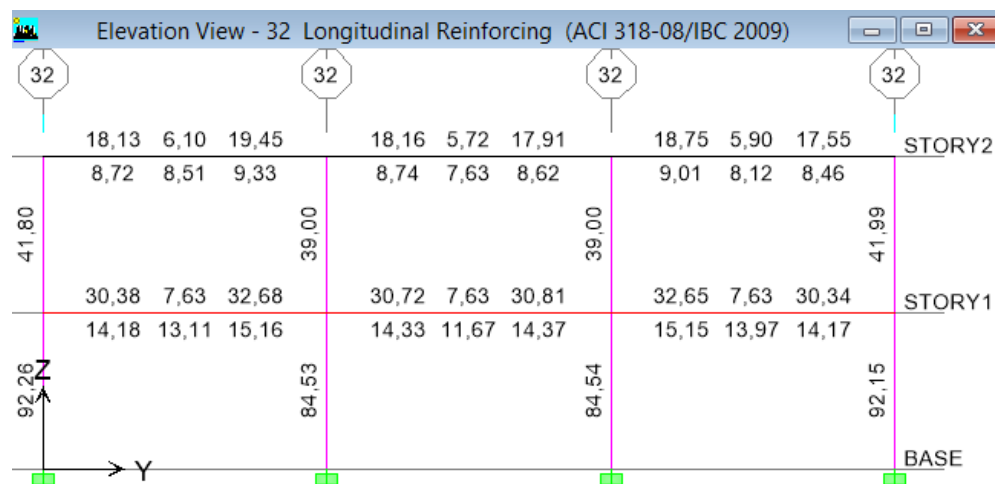 Elevation View - 32 Longitudinal Reinforcing (ACI 318-08/IBC 2009)
32 32 32 32
18,13 6,10 19,45 18,16 5,72 17,91 18,75 5,90 17,55 STORY2
8,72 8,51 9,33 8,74 7,63 8,62 9,01 8,12 8,46
41,80 39,00 39,00 41,99
30,38 7,63 32,68 30,72 7,63 30,81 32,65 7,63 30,34 STORY1
14,18 13,11 15,16 14,33 11,67 14,37 15,15 13,97 14,17
92,26 84,53 84,54 92,15
Z
Y BASE